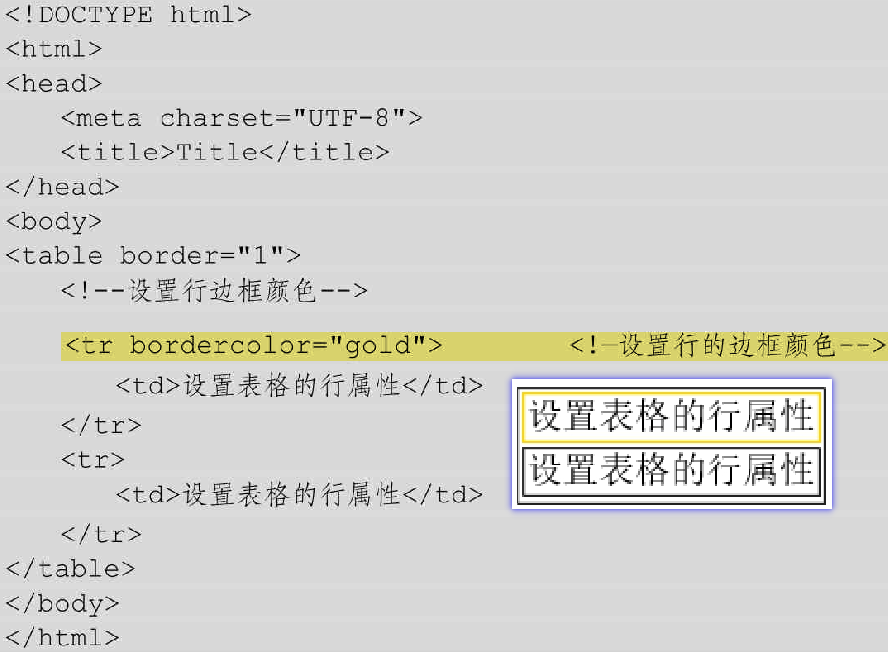 <!DOCTYPE html>
<html>
<head>
<meta charset="UTF-8">
<title>Title</title>
</head>
<body>
<table border="1">
<!--设置行边框颜色-->
<tr bordercolor="gold"> <!—设置行的边框颜色-->
<td>设置表格的行属性</td>
</tr>
<tr>
<td>设置表格的行属性</td>
</tr>
</table>
</body>
</html>
设置表格的行属性
设置表格的行属性